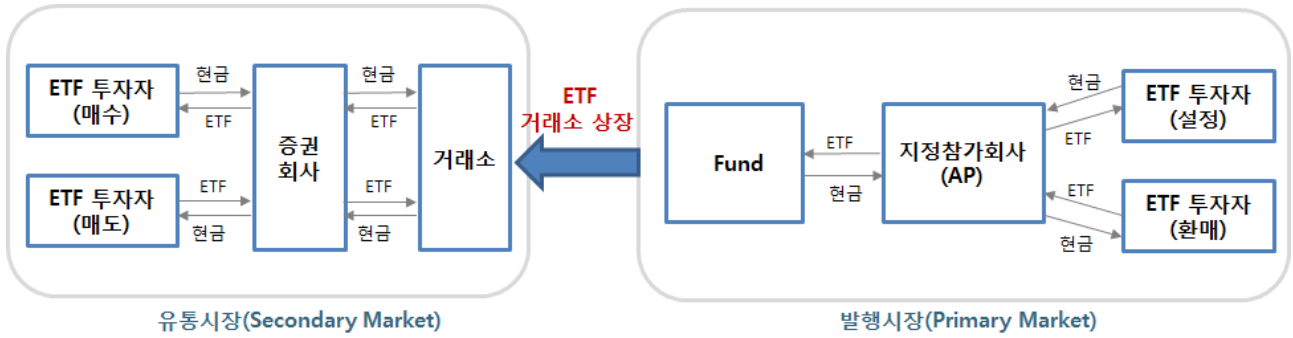 ETF 투자자
(매수)
현금
ETF
ETF 투자자
(매도)
ETF
현금
증권
회사
현금
ETF
ETF
현금
거래소
ETF
거래소 상장
Fund
ETF
현금
지정참가회사
(AP)
현금
ETF
ETF
현금
ETF 투자자
(설정)
ETF 투자자
(환매)
유통시장(Secondary Market)
발행시장(Primary Market)